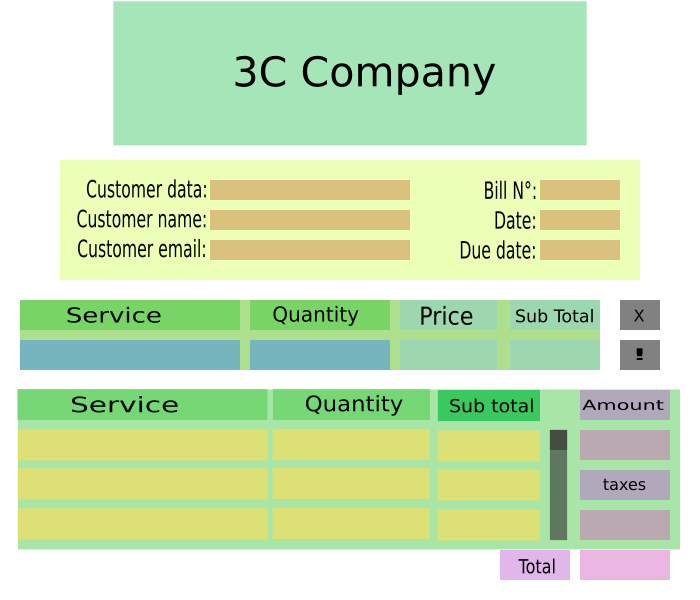 3C Company
Customer data: Bill N°:
Customer name: Date:
Customer email: Due date:
Service Quantity Price Sub Total X
!
Service Quantity Sub total Amount
taxes
Total